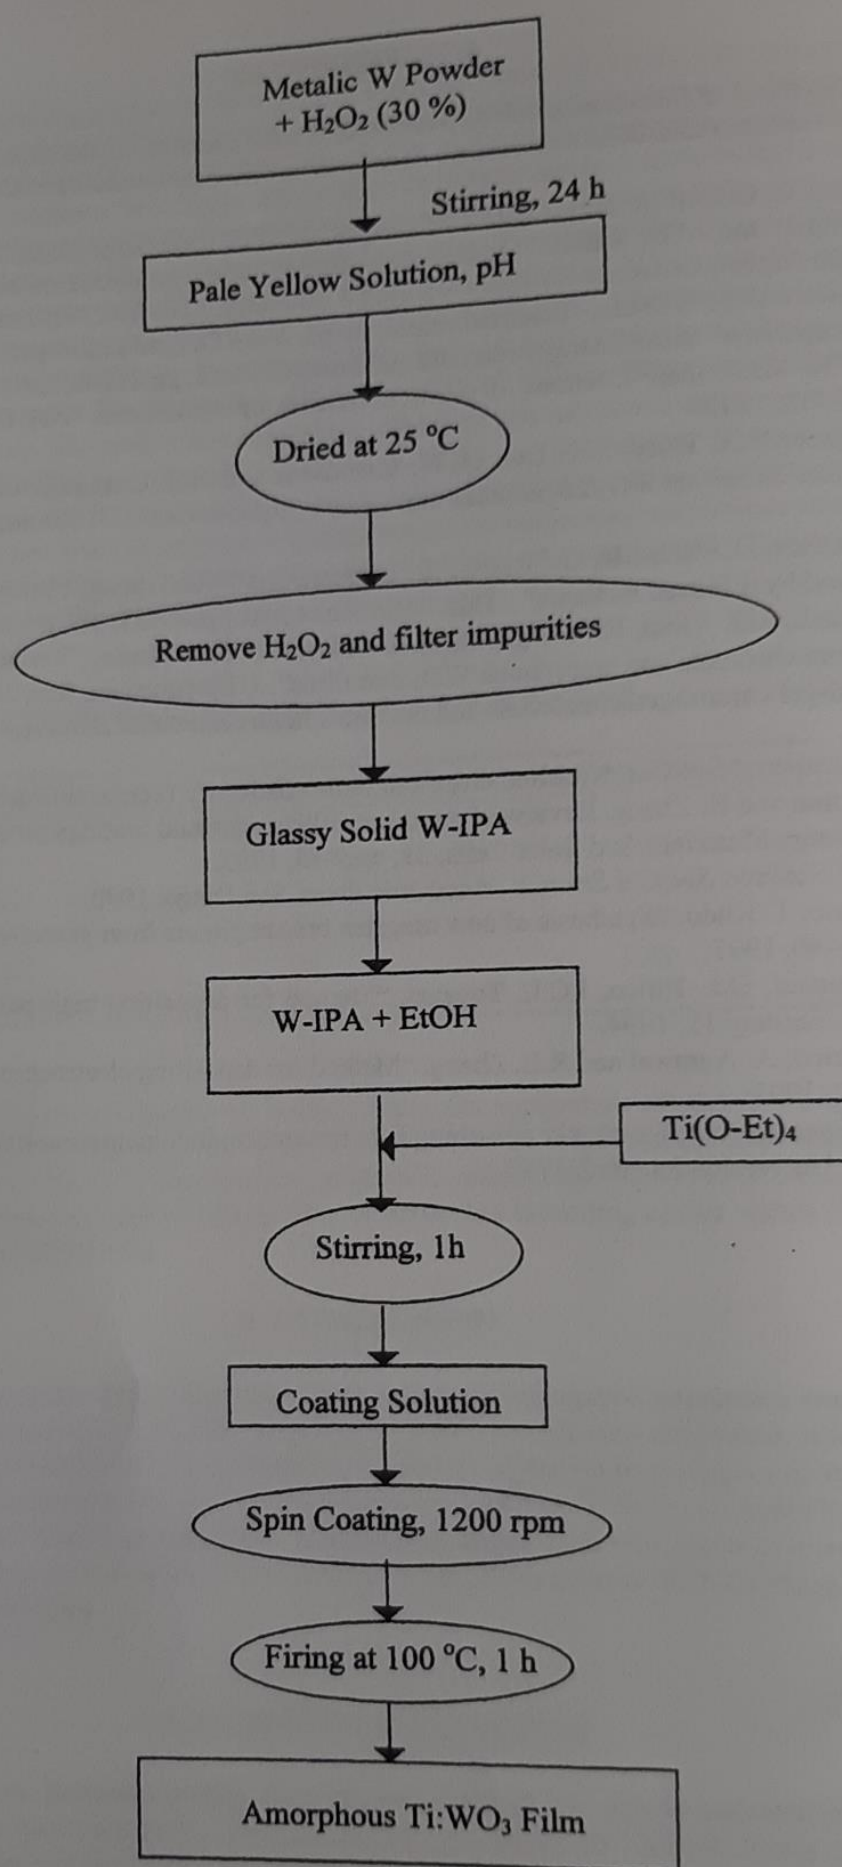 Metalic W Powder
+ H₂O₂ (30 %)
Stirring, 24 h
Pale Yellow Solution, pH
Dried at 25 °C
Remove H₂O₂ and filter impurities
Glassy Solid W-IPA
W-IPA + EtOH
Ti(O-Et)₄
Stirring, 1h
Coating Solution
Spin Coating, 1200 rpm
Firing at 100 °C, 1 h
Amorphous Ti:WO₃ Film